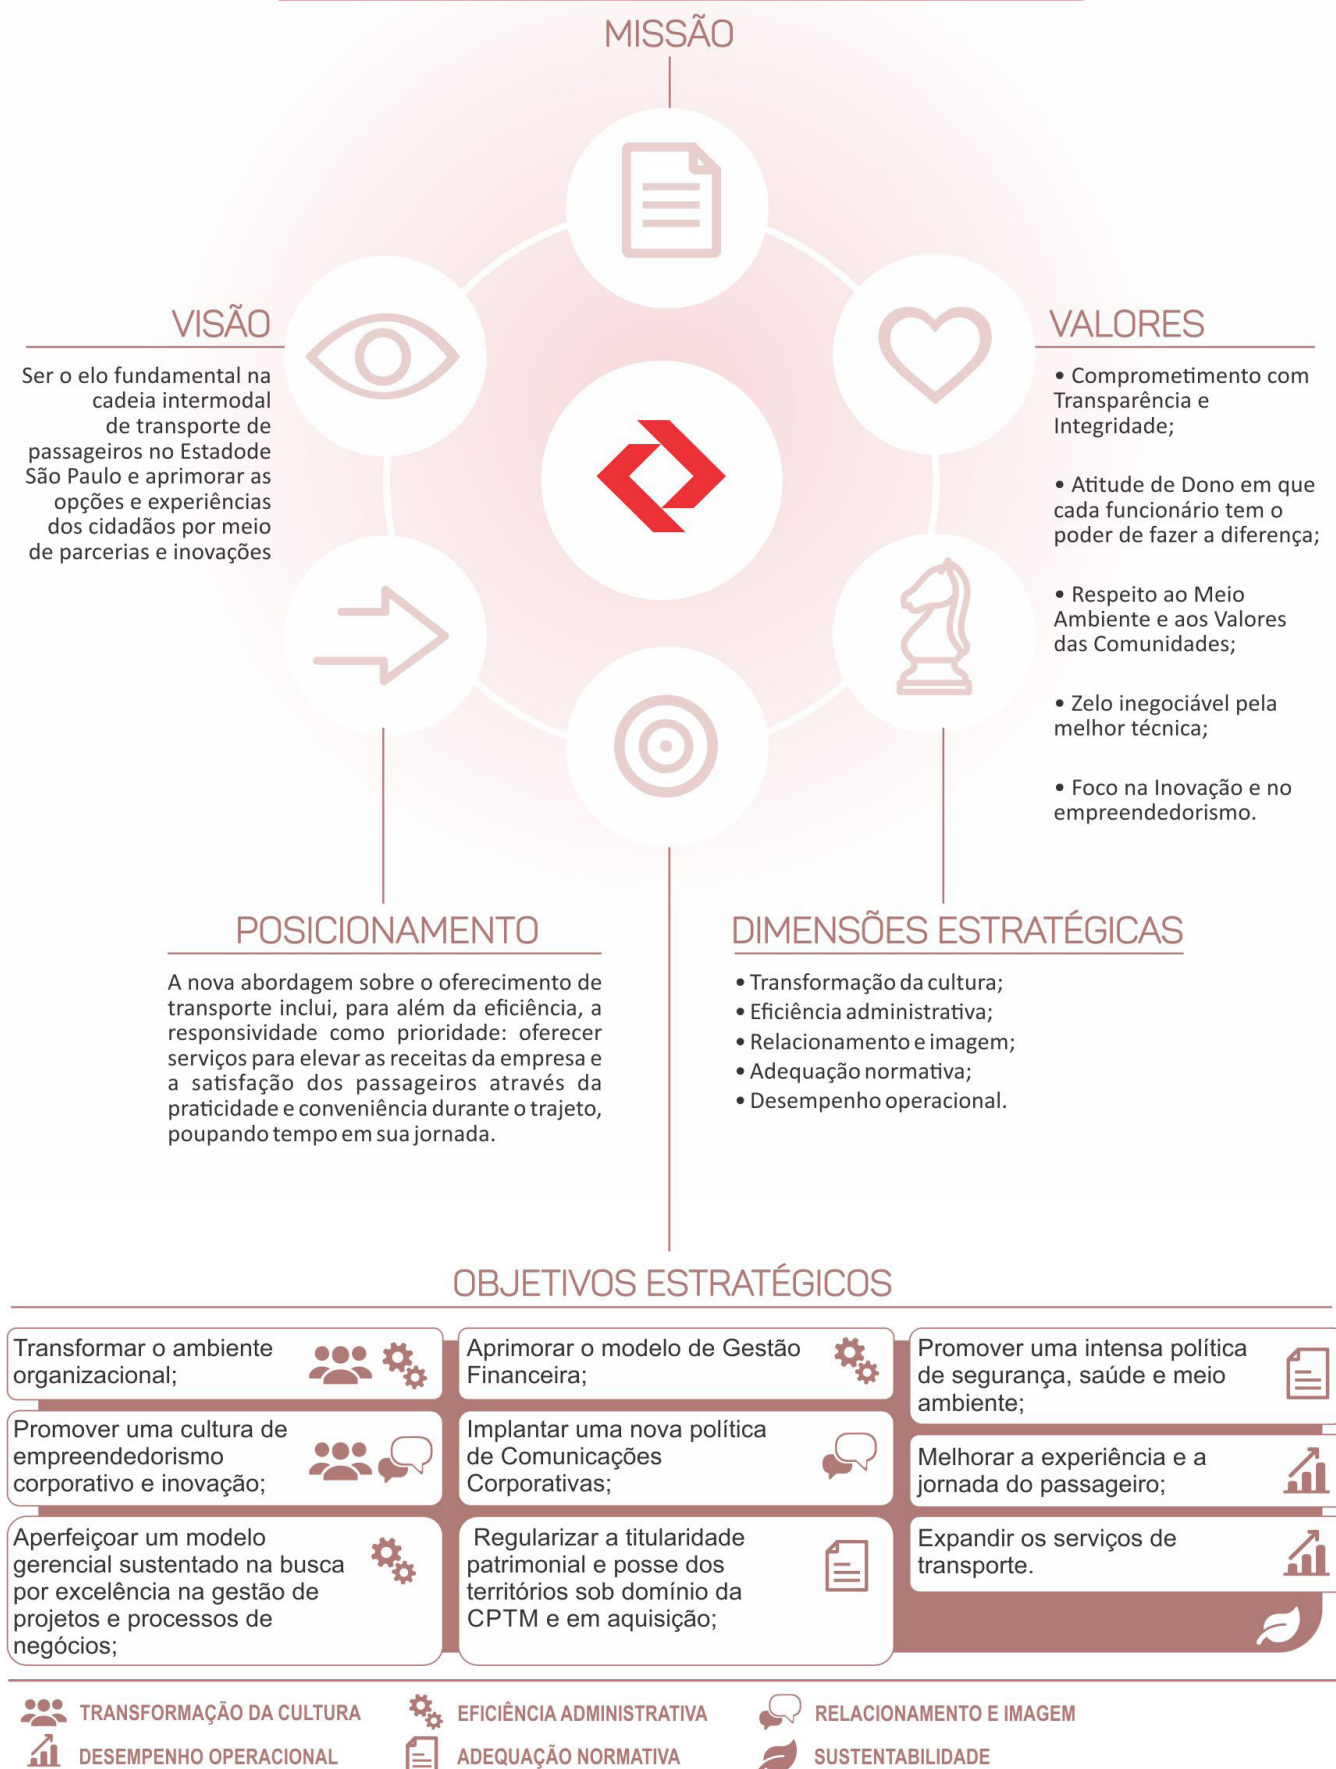 MISSÃO
VISÃO
Ser o elo fundamental na
cadeia intermodal
de transporte de
passageiros no Estadode
São Paulo e aprimorar as
opções e experiências
dos cidadãos por meio
de parcerias e inovações
VALORES
• Comprometimento com
Transparência e
Integridade;
• Atitude de Dono em que
cada funcionário tem o
poder de fazer a diferença;
• Respeito ao Meio
Ambiente e aos Valores
das Comunidades;
• Zelo inegociável pela
melhor técnica;
• Foco na Inovação e no
empreendedorismo.
POSICIONAMENTO
A nova abordagem sobre o oferecimento de
transporte inclui, para além da eficiência, a
responsividade como prioridade: oferecer
serviços para elevar as receitas da empresa e
a satisfação dos passageiros através da
praticidade e conveniência durante o trajeto,
poupando tempo em sua jornada.
DIMENSÕES ESTRATÉGICAS
• Transformação da cultura;
• Eficiência administrativa;
• Relacionamento e imagem;
• Adequação normativa;
• Desempenho operacional.
OBJETIVOS ESTRATÉGICOS
Transformar o ambiente
organizacional;
Promover uma cultura de
empreendedorismo
corporativo e inovação;
Aperfeiçoar um modelo
gerencial sustentado na busca
por excelência na gestão de
projetos e processos de
negócios;
Aprimorar o modelo de Gestão
Financeira;
Implantar uma nova política
de Comunicações
Corporativas;
Regularizar a titularidade
patrimonial e posse dos
territórios sob domínio da
CPTM e em aquisição;
Promover uma intensa política
de segurança, saúde e meio
ambiente;
Melhorar a experiência e a
jornada do passageiro;
Expandir os serviços de
transporte.
TRANSFORMAÇÃO DA CULTURA
EFICIÊNCIA ADMINISTRATIVA
RELACIONAMENTO E IMAGEM
DESEMPENHO OPERACIONAL
ADEQUAÇÃO NORMATIVA
SUSTENTABILIDADE